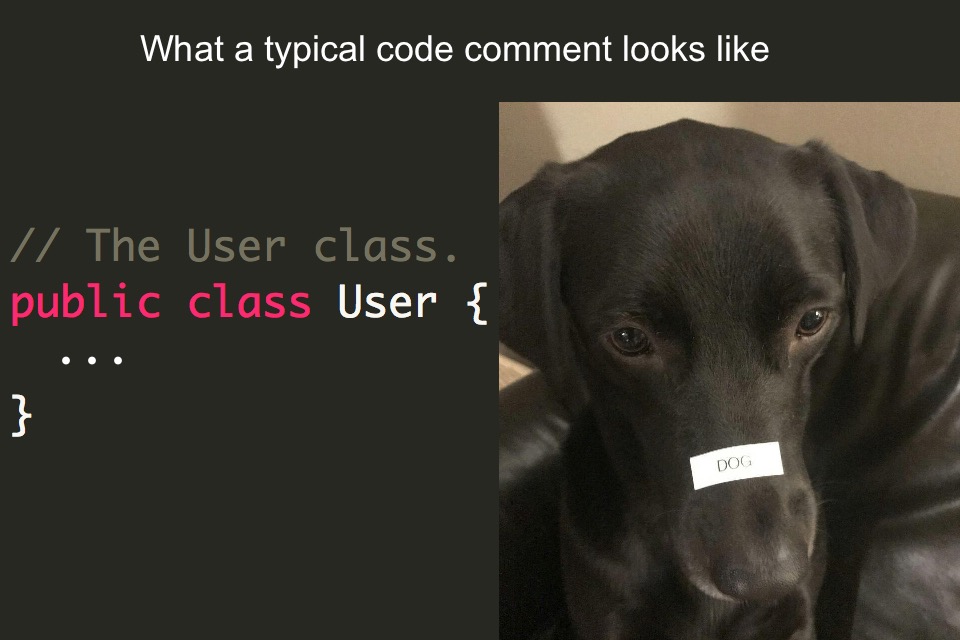 What a typical code comment looks like
// The User class.
public class User {
...
}
DOG